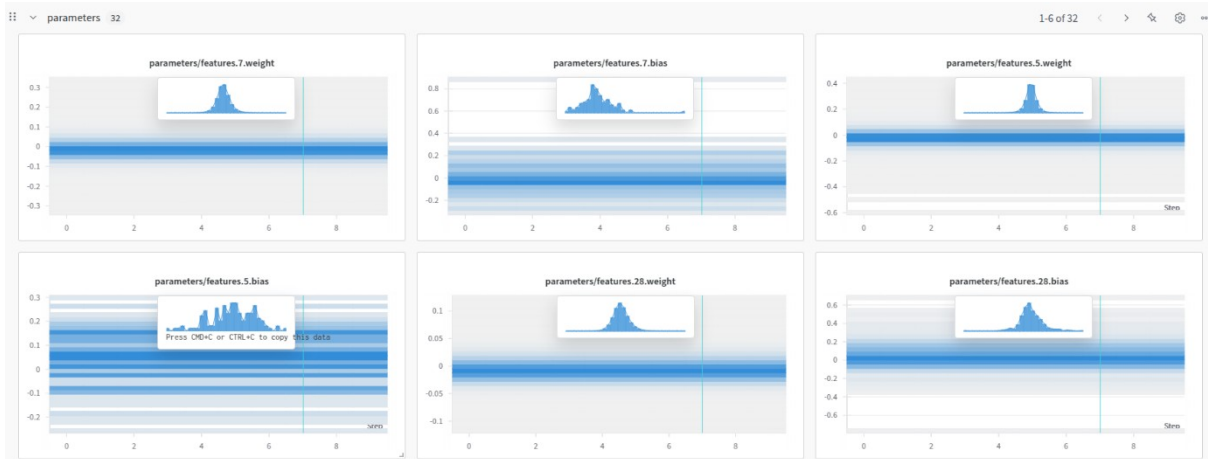 parameters 32
1-6 of 32
parameters/features.7.weight
0.3
0.2
0.1
0
-0.1
-0.2
-0.3
0 2 4 6 8
parameters/features.7.bias
0.8
0.6
0.4
0.2
0
-0.2
0 2 4 6 8
parameters/features.5.weight
0.4
0.2
0
-0.2
-0.4
-0.6
Step
0 2 4 6 8
parameters/features.5.bias
0.3
0.2
0.1
0
-0.1
-0.2
Press CMD+C or CTRL+C to copy this data
Step
0 2 4 6 8
parameters/features.28.weight
0.1
0.05
0
-0.05
-0.1
0 2 4 6 8
parameters/features.28.bias
0.6
0.4
0.2
0
-0.2
-0.4
-0.6
Step
0 2 4 6 8